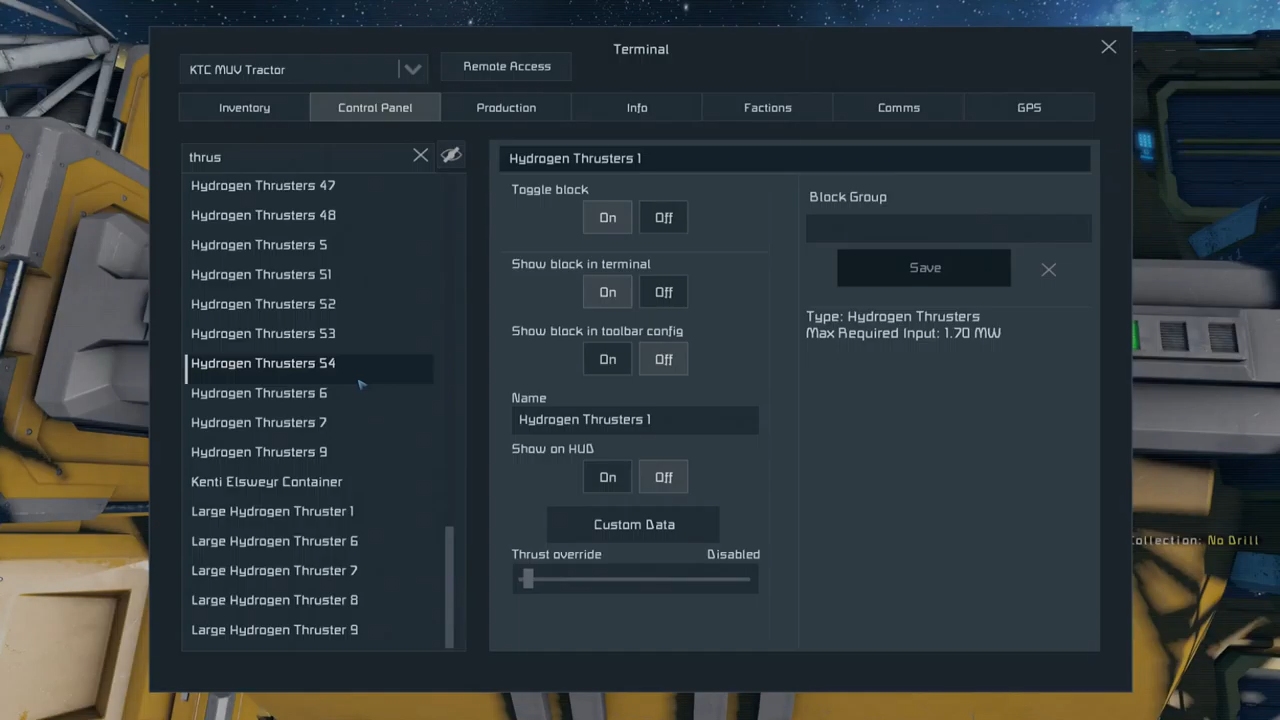 Terminal
KTC MUV Tractor
Remote Access
Inventory
Control Panel
Production
Info
Factions
Comms
GPS
thrus
Hydrogen Thrusters 47
Hydrogen Thrusters 48
Hydrogen Thrusters 5
Hydrogen Thrusters 51
Hydrogen Thrusters 52
Hydrogen Thrusters 53
Hydrogen Thrusters 54
Hydrogen Thrusters 6
Hydrogen Thrusters 7
Hydrogen Thrusters 9
Kenti Elsweyr Container
Large Hydrogen Thruster 1
Large Hydrogen Thruster 6
Large Hydrogen Thruster 7
Large Hydrogen Thruster 8
Large Hydrogen Thruster 9
Hydrogen Thrusters 1
Toggle block
On Off
Show block in terminal
On Off
Show block in toolbar config
On Off
Name
Hydrogen Thrusters 1
Show on HUD
On Off
Custom Data
Thrust override Disabled
Block Group
Save
Type: Hydrogen Thrusters
Max Required Input: 1.70 MW
Collection: No Drill